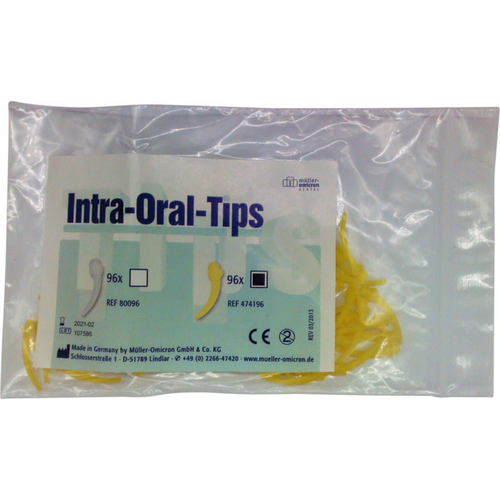 müller-
omicron
DENTAL
Intra-Oral-Tips
96x
96x
REF 80096
REF 474196
2021-02
LOT 107586
CE
REV 03/2013
Made in Germany by Müller-Omicron GmbH & Co. KG
Schlosserstraße 1 · D-51789 Lindlar · ✆ +49 (0) 2266-47420 · www.mueller-omicron.de